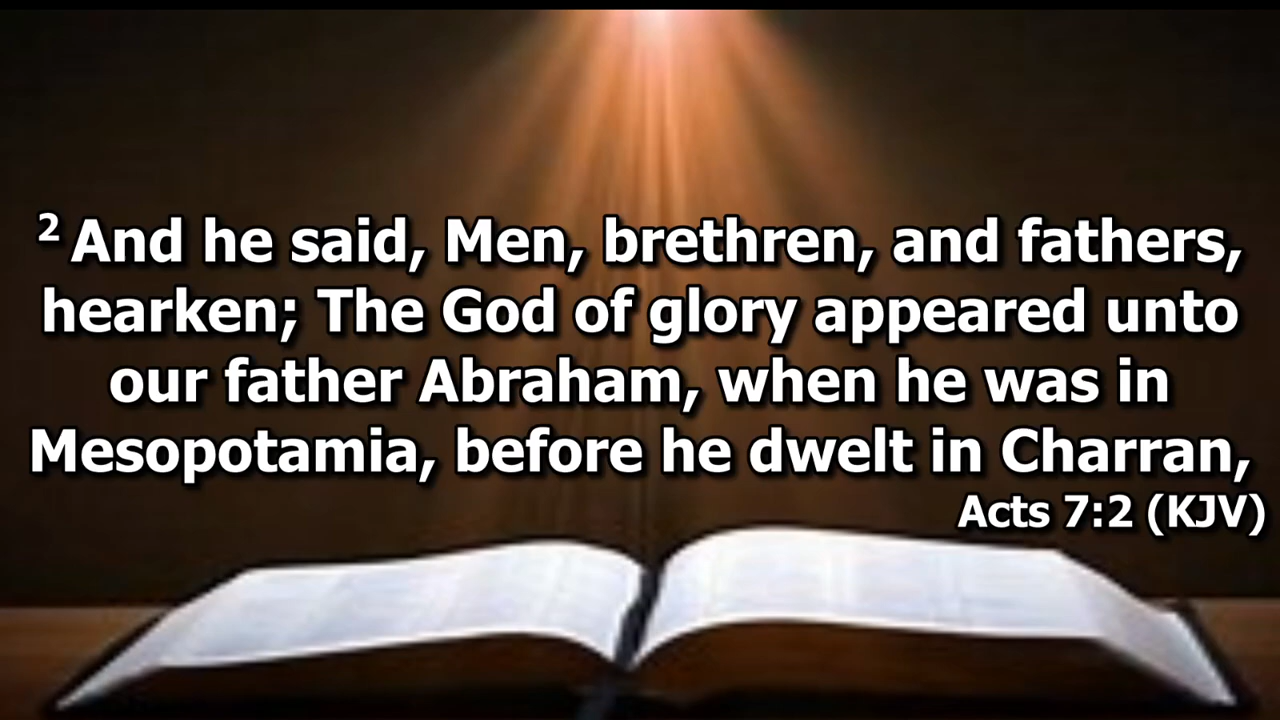 2 And he said, Men, brethren, and fathers,
hearken; The God of glory appeared unto
our father Abraham, when he was in
Mesopotamia, before he dwelt in Charran,
Acts 7:2 (KJV)